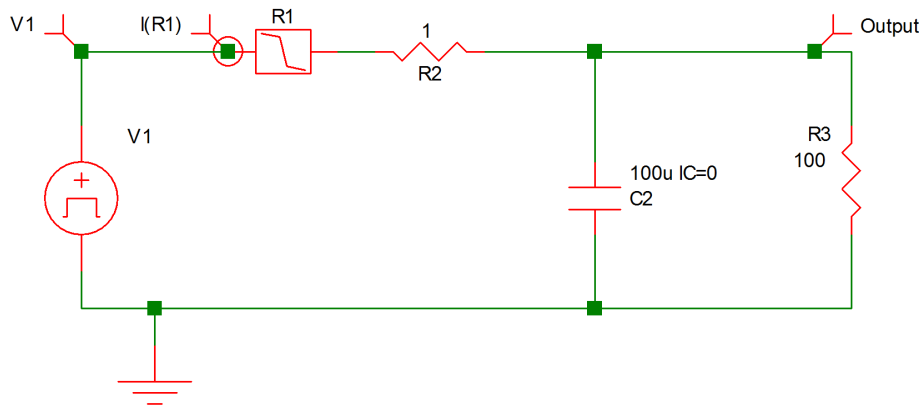 V1
I(R1)
R1
1
R2
Output
V1
R3
100
100u IC=0
C2